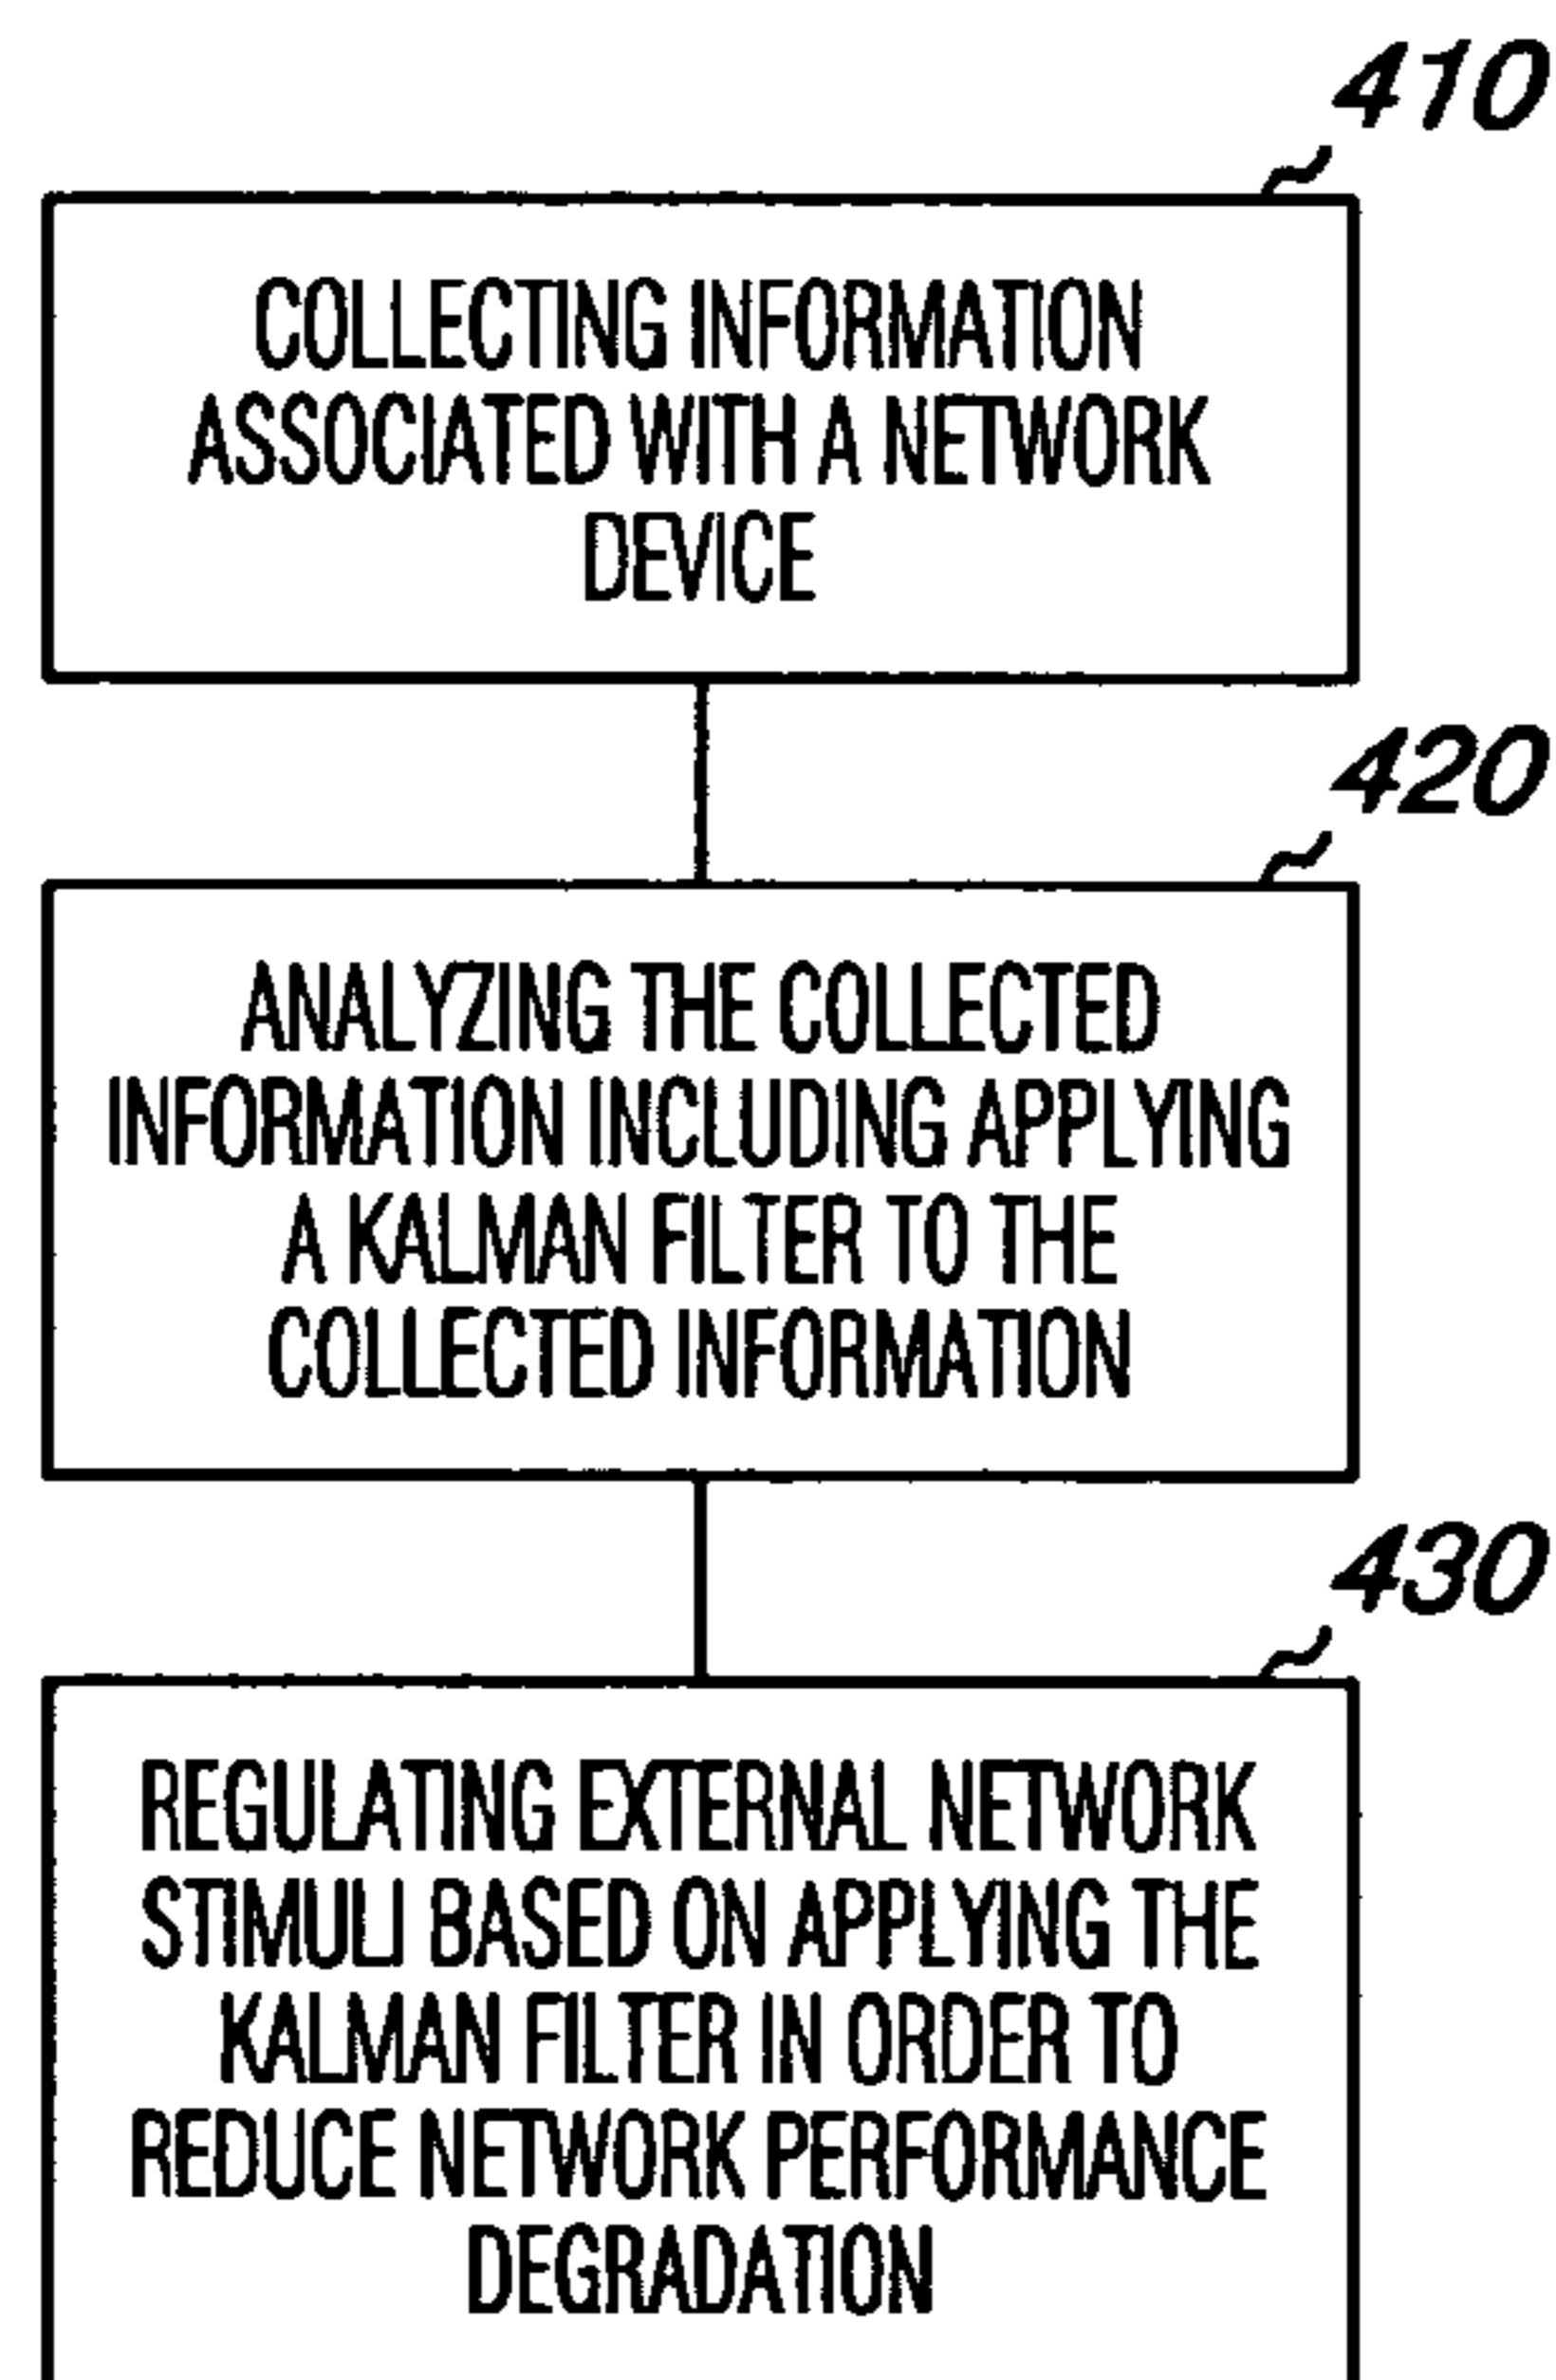 410
COLLECTING INFORMATION
ASSOCIATED WITH A NETWORK
DEVICE
420
ANALYZING THE COLLECTED
INFORMATION INCLUDING APPLYING
A KALMAN FILTER TO THE
COLLECTED INFORMATION
430
REGULATING EXTERNAL NETWORK
STIMULI BASED ON APPLYING THE
KALMAN FILTER IN ORDER TO
REDUCE NETWORK PERFORMANCE
DEGRADATION